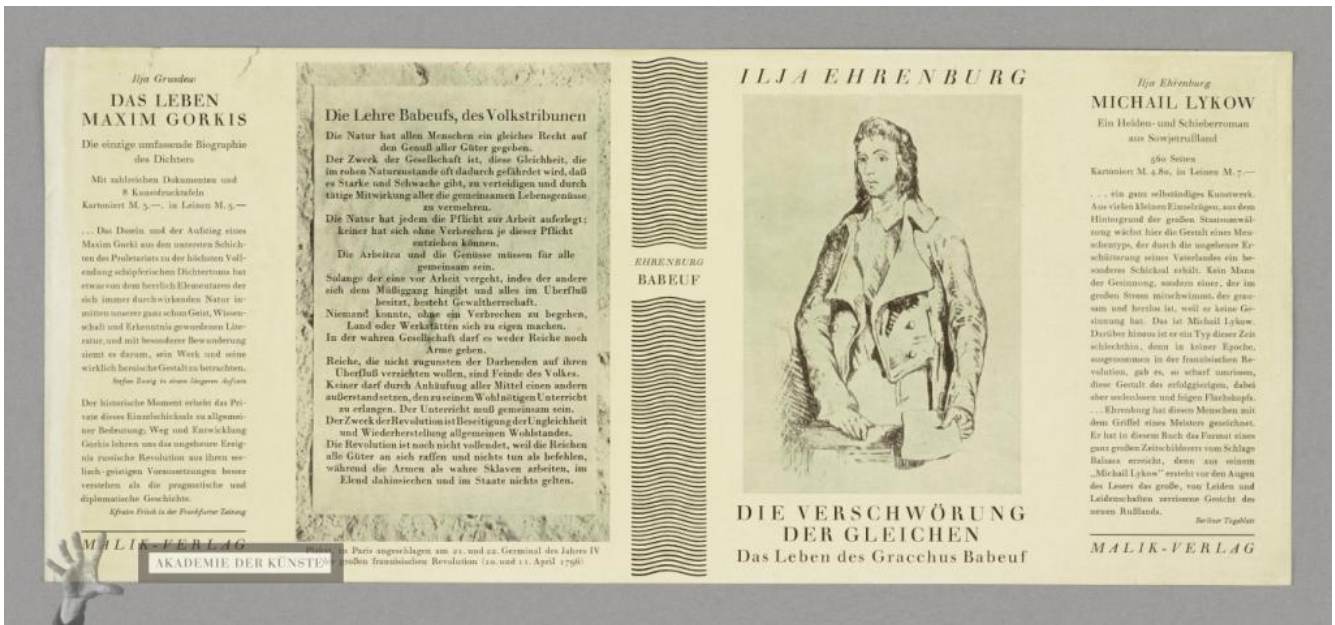 Ilja Grusdew
DAS LEBEN
MAXIM GORKIS
Die einzige umfassende Biographie
des Dichters
Mit zahlreichen Dokumenten und
8 Kunstdrucktafeln
Kartoniert M. 3.—, in Leinen M. 5.—
. . . Das Dasein und der Aufstieg eines
Maxim Gorki aus den untersten Schich-
ten des Proletariats zu der höchsten Voll-
endung schöpferischen Dichtertums hat
etwas von dem herrlich Elementaren der
sich immer durchwirkenden Natur in-
mitten unserer ganz schon Geist, Wissen-
schaft und Erkenntnis gewordenen Lite-
ratur, und mit besonderer Bewunderung
ziemt es darum, sein Werk und seine
wirklich heroische Gestalt zu betrachten.
Stefan Zweig in einem längeren Aufsatz
Der historische Moment erhebt das Pri-
vate dieses Einzelschicksals zu allgemei-
ner Bedeutung; Weg und Entwicklung
Gorkis lehren uns das ungeheure Ereig-
nis russische Revolution aus ihren see-
lisch-geistigen Voraussetzungen besser
verstehen als die pragmatische und
diplomatische Geschichte.
Efraim Frisch in der Frankfurter Zeitung
MALIK-VERLAG
AKADEMIE DER KÜNSTE
Die Lehre Babeufs, des Volkstribunen
Die Natur hat allen Menschen ein gleiches Recht auf
den Genuß aller Güter gegeben.
Der Zweck der Gesellschaft ist, diese Gleichheit, die
im rohen Naturzustande oft dadurch gefährdet wird, daß
es Starke und Schwache gibt, zu verteidigen und durch
tätige Mitwirkung aller die gemeinsamen Lebensgenüsse
zu vermehren.
Die Natur hat jedem die Pflicht zur Arbeit auferlegt;
keiner hat sich ohne Verbrechen je dieser Pflicht
entziehen können.
Die Arbeiten und die Genüsse müssen für alle
gemeinsam sein.
Solange der eine vor Arbeit vergeht, indes der andere
sich dem Müßiggang hingibt und alles im Überfluß
besitzt, besteht Gewaltherrschaft.
Niemand konnte, ohne ein Verbrechen zu begehen,
Land oder Werkstätten sich zu eigen machen.
In der wahren Gesellschaft darf es weder Reiche noch
Arme geben.
Reiche, die nicht zugunsten der Darbenden auf ihren
Überfluß verzichten wollen, sind Feinde des Volkes.
Keiner darf durch Anhäufung aller Mittel einen andern
außerstand setzen, den zu seinem Wohl nötigen Unterricht
zu erlangen. Der Unterricht muß gemeinsam sein.
Der Zweck der Revolution ist Beseitigung der Ungleichheit
und Wiederherstellung allgemeinen Wohlstandes.
Die Revolution ist noch nicht vollendet, weil die Reichen
alle Güter an sich raffen und nichts tun als befehlen,
während die Armen als wahre Sklaven arbeiten, im
Elend dahinsiechen und im Staate nichts gelten.
in Paris angeschlagen am 21. und 22. Germinal des Jahres IV
großen französischen Revolution (10. und 11. April 1796)
EHRENBURG
BABEUF
ILJA EHRENBURG
DIE VERSCHWÖRUNG
DER GLEICHEN
Das Leben des Gracchus Babeuf
Ilja Ehrenburg
MICHAIL LYKOW
Ein Helden- und Schieberroman
aus Sowjetrußland
560 Seiten
Kartoniert M. 4.80, in Leinen M. 7.—
. . . ein ganz selbständiges Kunstwerk.
Aus vielen kleinen Einzelzügen, aus dem
Hintergrund der großen Staatsumwäl-
zung wächst hier die Gestalt eines Men-
schentyps, der durch die ungeheure Er-
schütterung seines Vaterlandes ein be-
sonderes Schicksal erhält. Kein Mann
der Gesinnung, sondern einer, der im
großen Strom mitschwimmt, der grau-
sam und herzlos ist, weil er keine Ge-
sinnung hat. Das ist Michail Lykow.
Darüber hinaus ist er ein Typ dieser Zeit
schlechthin, denn in keiner Epoche,
ausgenommen in der französischen Re-
volution, gab es, so scharf umrissen,
diese Gestalt des erfolggierigen, dabei
aber seelenlosen und feigen Flachkopfs.
. . . Ehrenburg hat diesen Menschen mit
dem Griffel eines Meisters gezeichnet.
Er hat in diesem Buch das Format eines
ganz großen Zeitschilderers vom Schlage
Balzacs erreicht, denn aus seinem
„Michail Lykow“ ersteht vor den Augen
des Lesers das große, von Leiden und
Leidenschaften zerrissene Gesicht des
neuen Rußlands.
Berliner Tageblatt
MALIK-VERLAG